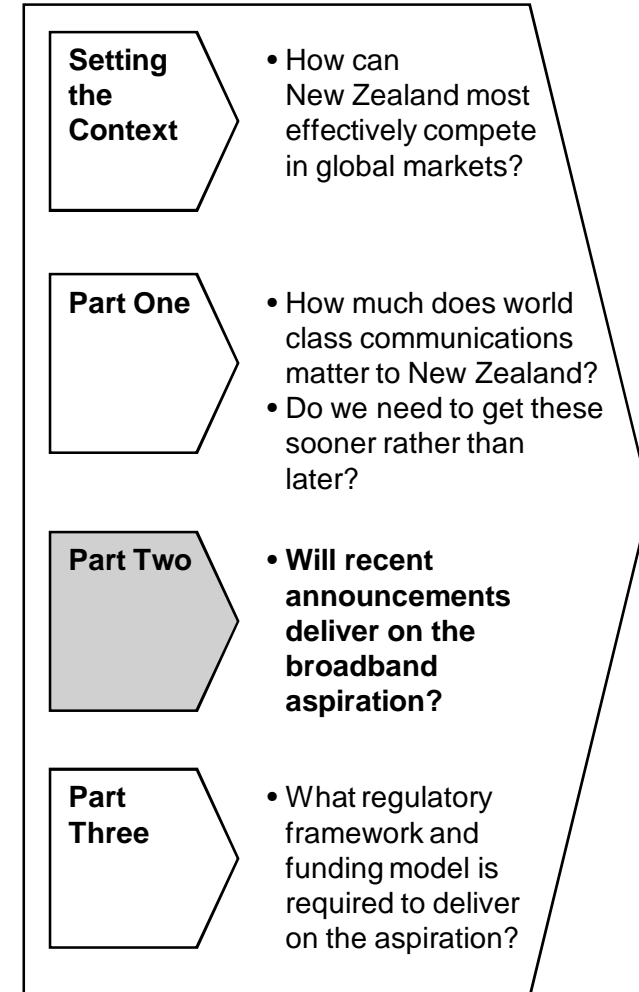 Setting
the
Context
• How can
New Zealand most
effectively compete
in global markets?
Part One
• How much does world
class communications
matter to New Zealand?
• Do we need to get these
sooner rather than
later?
Part Two
• Will recent
announcements
deliver on the
broadband
aspiration?
Part
Three
• What regulatory
framework and
funding model is
required to deliver
on the aspiration?